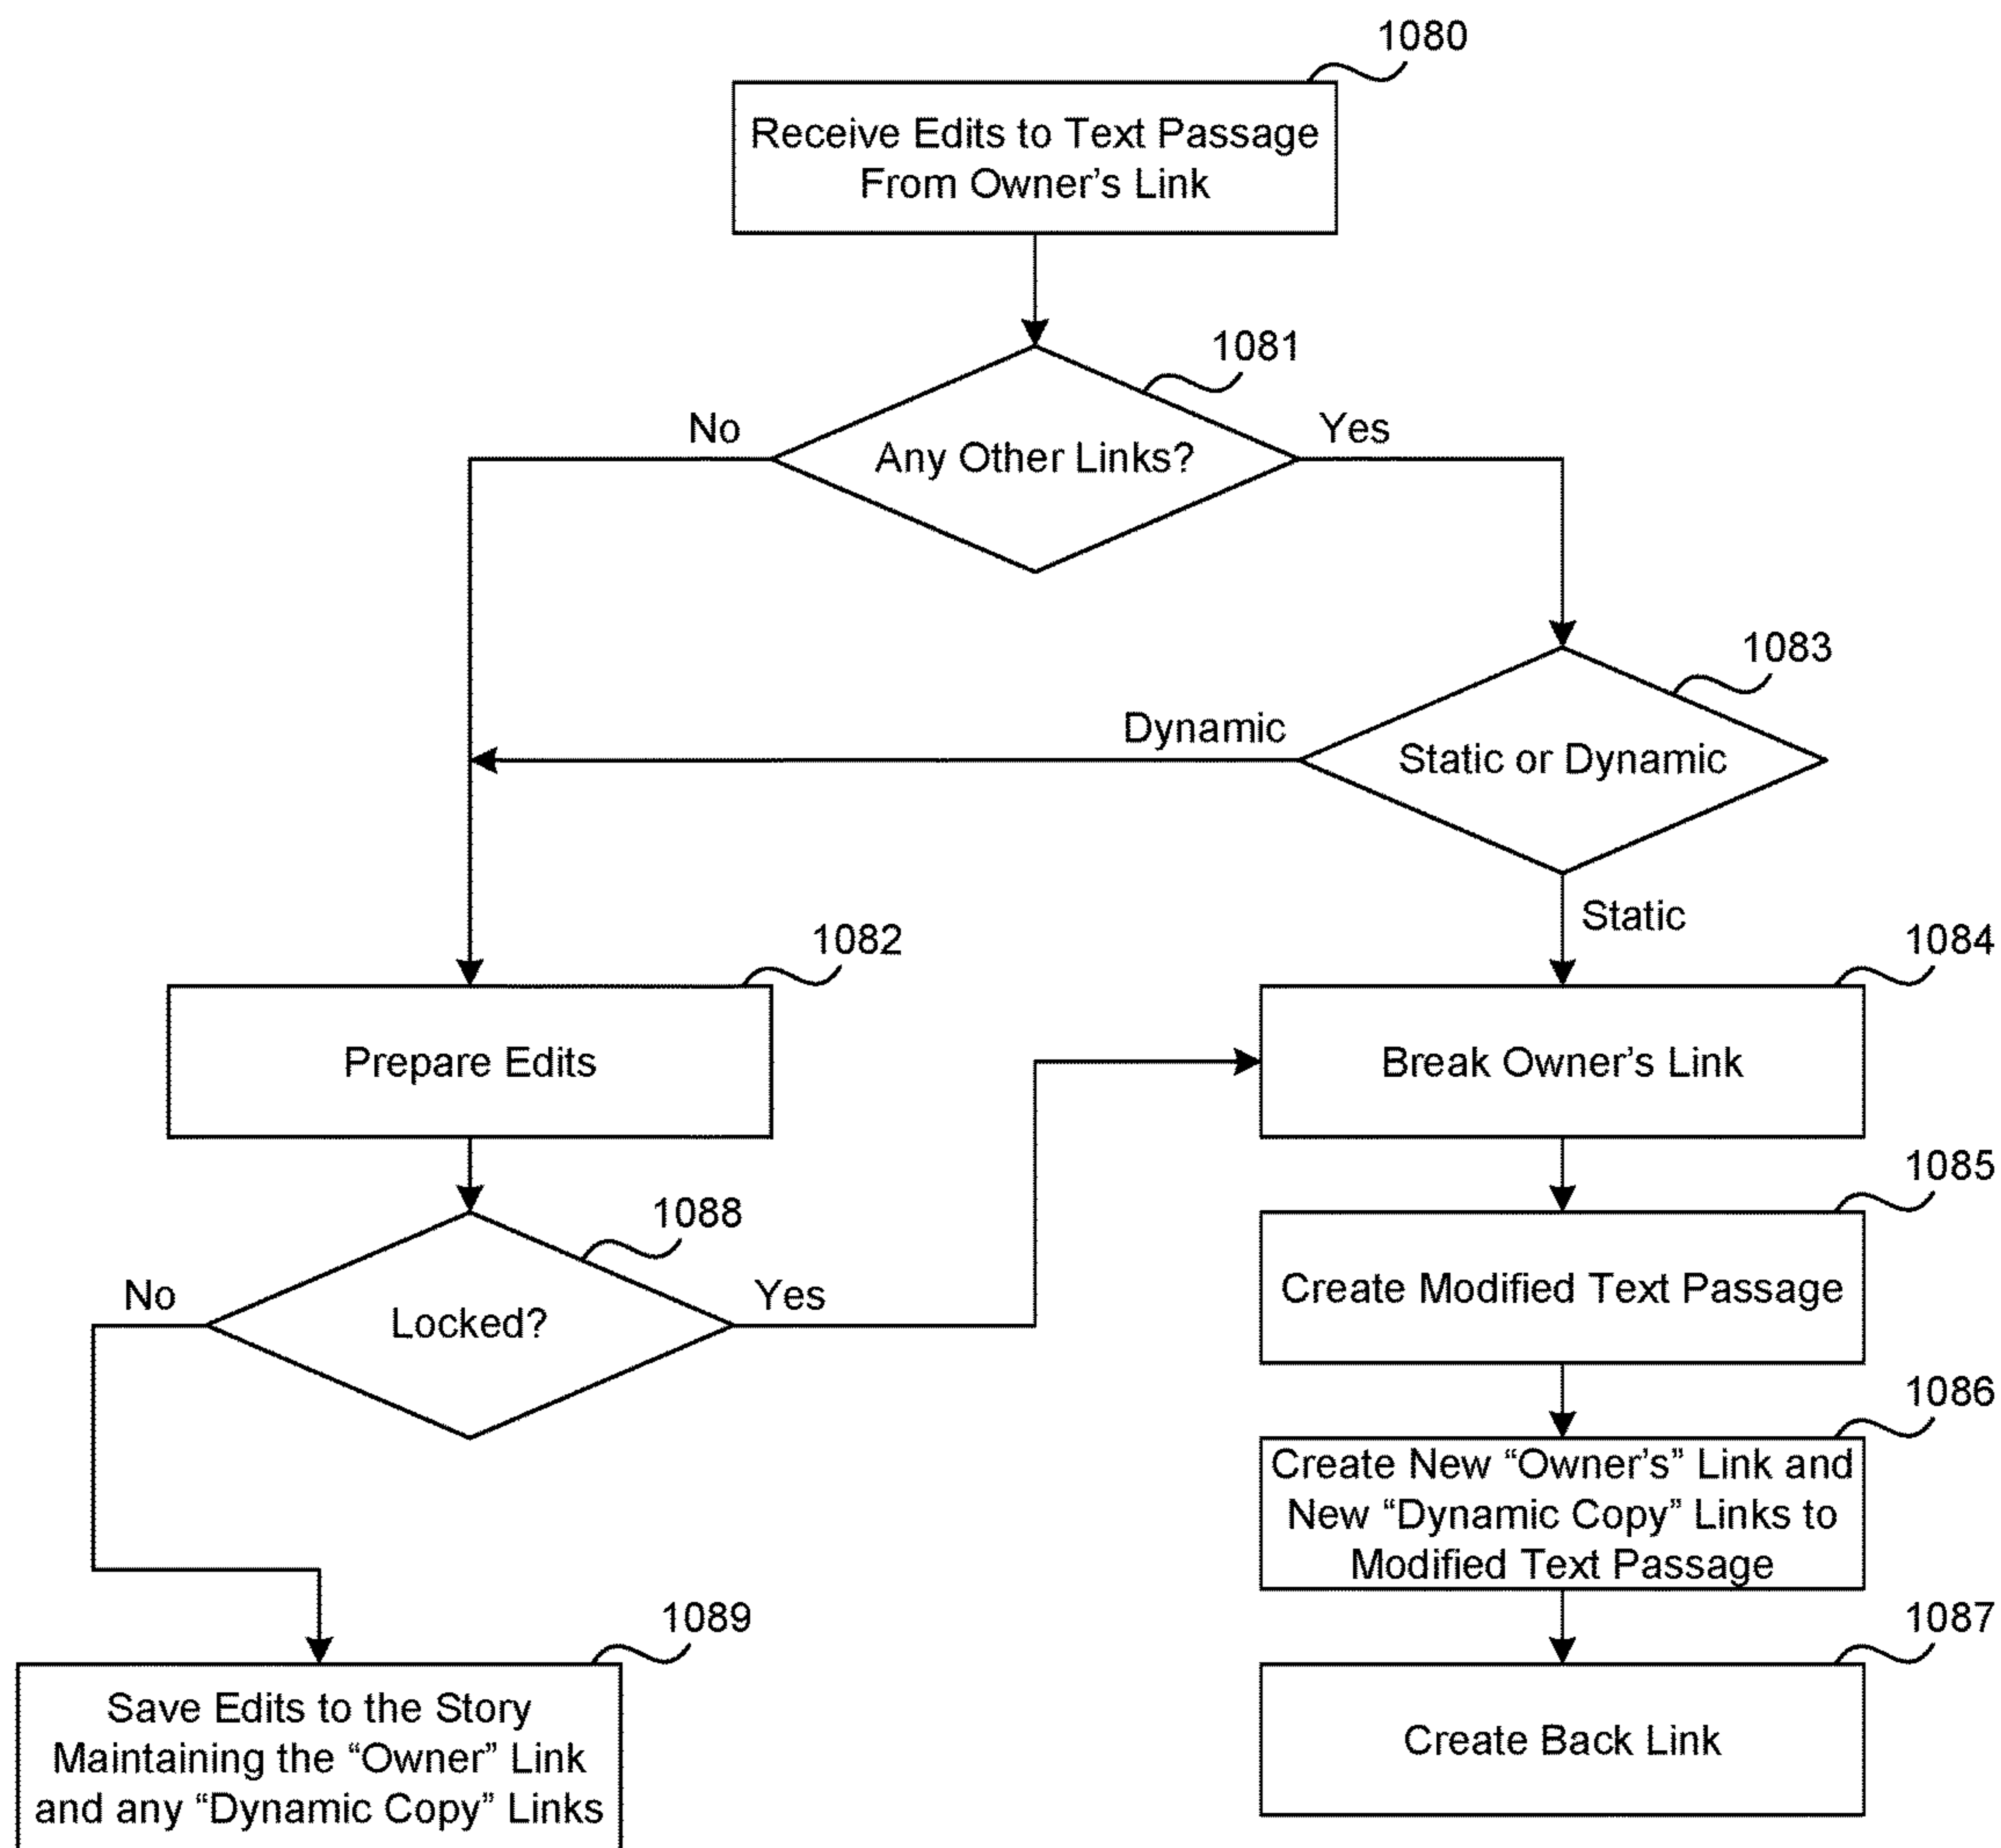 1080
Receive Edits to Text Passage
From Owner’s Link
1081
No
Yes
Any Other Links?
1083
Dynamic
Static or Dynamic
Static
1082
1084
Prepare Edits
Break Owner’s Link
1085
1088
No
Yes
Locked?
Create Modified Text Passage
1086
Create New “Owner’s” Link and
New “Dynamic Copy” Links to
Modified Text Passage
1089
1087
Save Edits to the Story
Maintaining the “Owner” Link
and any “Dynamic Copy” Links
Create Back Link